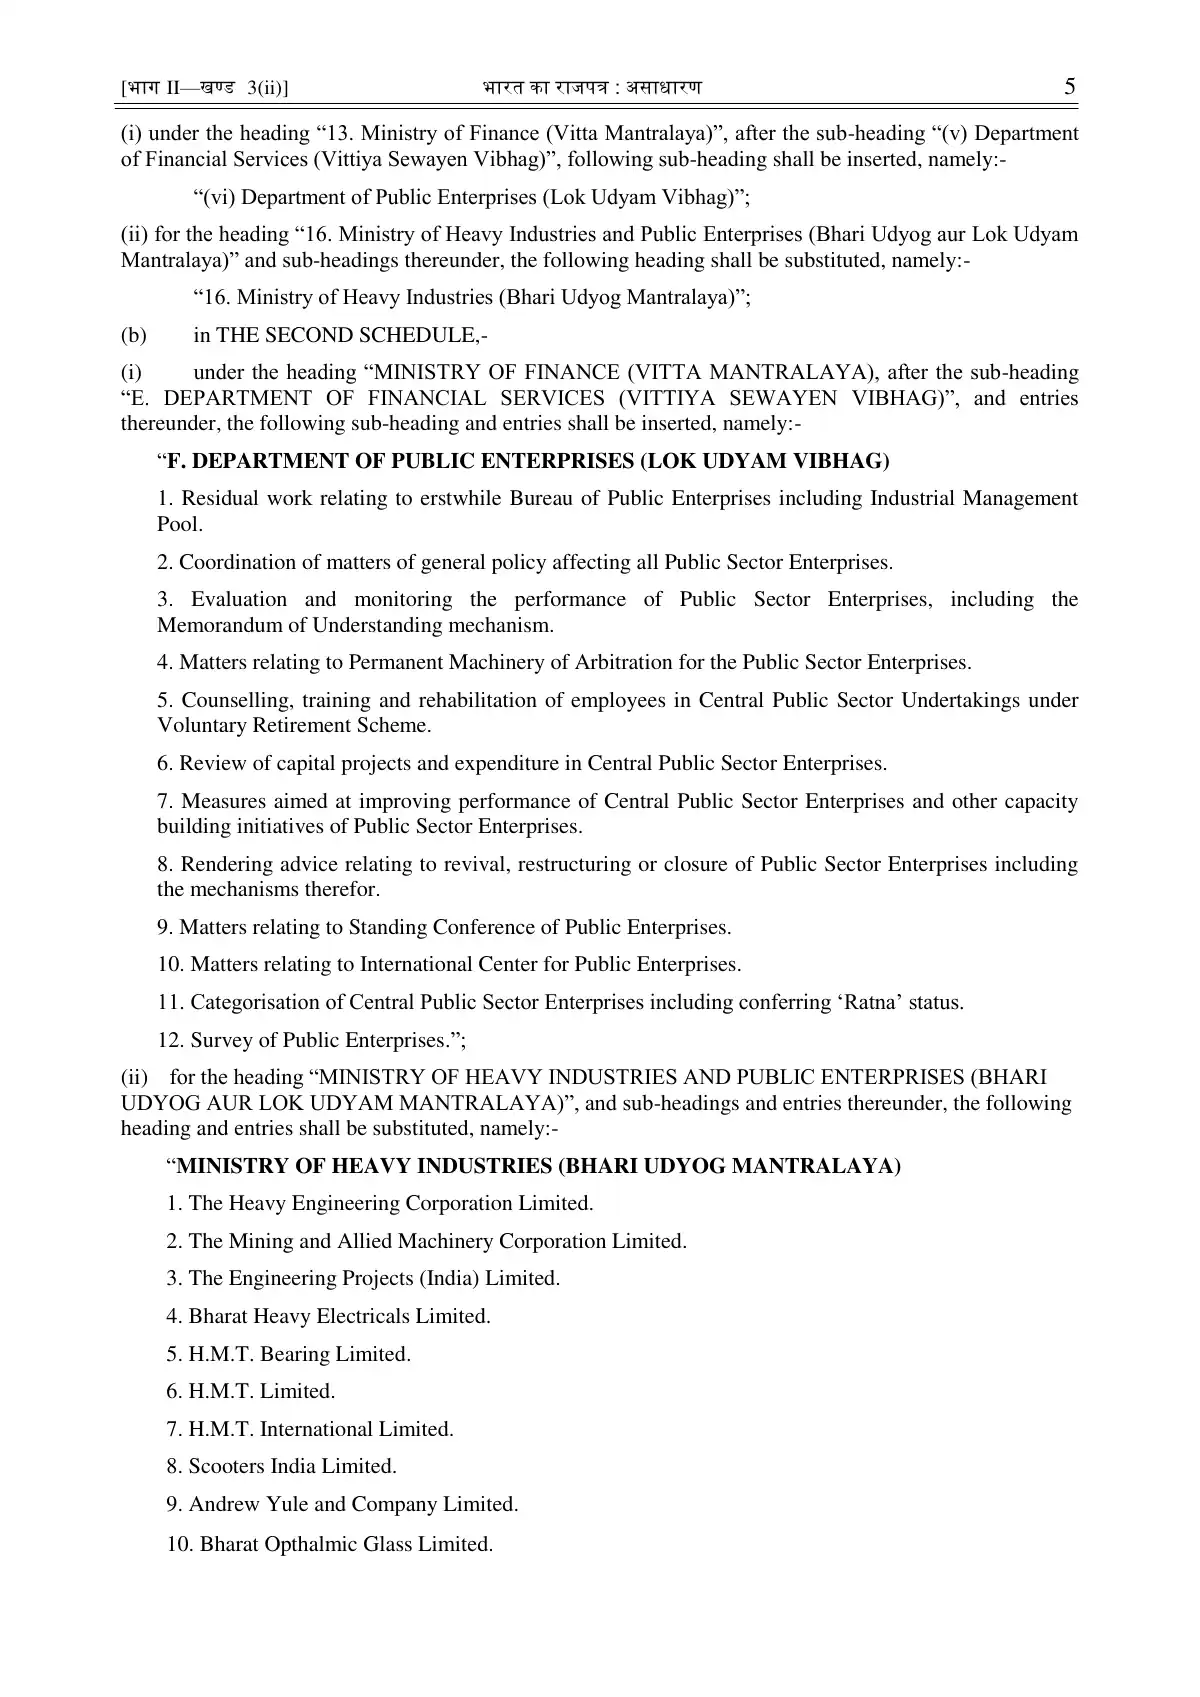 [भाग II—खण्ड 3(ii)] भारत का राजपत्र : असाधारण 5
(i) under the heading “13. Ministry of Finance (Vitta Mantralaya)”, after the sub-heading “(v) Department
of Financial Services (Vittiya Sewayen Vibhag)”, following sub-heading shall be inserted, namely:-
“(vi) Department of Public Enterprises (Lok Udyam Vibhag)”;
(ii) for the heading “16. Ministry of Heavy Industries and Public Enterprises (Bhari Udyog aur Lok Udyam
Mantralaya)” and sub-headings thereunder, the following heading shall be substituted, namely:-
“16. Ministry of Heavy Industries (Bhari Udyog Mantralaya)”;
(b) in THE SECOND SCHEDULE,-
(i) under the heading “MINISTRY OF FINANCE (VITTA MANTRALAYA), after the sub-heading
“E. DEPARTMENT OF FINANCIAL SERVICES (VITTIYA SEWAYEN VIBHAG)”, and entries
thereunder, the following sub-heading and entries shall be inserted, namely:-
“F. DEPARTMENT OF PUBLIC ENTERPRISES (LOK UDYAM VIBHAG)
1. Residual work relating to erstwhile Bureau of Public Enterprises including Industrial Management
Pool.
2. Coordination of matters of general policy affecting all Public Sector Enterprises.
3. Evaluation and monitoring the performance of Public Sector Enterprises, including the
Memorandum of Understanding mechanism.
4. Matters relating to Permanent Machinery of Arbitration for the Public Sector Enterprises.
5. Counselling, training and rehabilitation of employees in Central Public Sector Undertakings under
Voluntary Retirement Scheme.
6. Review of capital projects and expenditure in Central Public Sector Enterprises.
7. Measures aimed at improving performance of Central Public Sector Enterprises and other capacity
building initiatives of Public Sector Enterprises.
8. Rendering advice relating to revival, restructuring or closure of Public Sector Enterprises including
the mechanisms therefor.
9. Matters relating to Standing Conference of Public Enterprises.
10. Matters relating to International Center for Public Enterprises.
11. Categorisation of Central Public Sector Enterprises including conferring ‘Ratna’ status.
12. Survey of Public Enterprises.”;
(ii) for the heading “MINISTRY OF HEAVY INDUSTRIES AND PUBLIC ENTERPRISES (BHARI
UDYOG AUR LOK UDYAM MANTRALAYA)”, and sub-headings and entries thereunder, the following
heading and entries shall be substituted, namely:-
“MINISTRY OF HEAVY INDUSTRIES (BHARI UDYOG MANTRALAYA)
1. The Heavy Engineering Corporation Limited.
2. The Mining and Allied Machinery Corporation Limited.
3. The Engineering Projects (India) Limited.
4. Bharat Heavy Electricals Limited.
5. H.M.T. Bearing Limited.
6. H.M.T. Limited.
7. H.M.T. International Limited.
8. Scooters India Limited.
9. Andrew Yule and Company Limited.
10. Bharat Opthalmic Glass Limited.